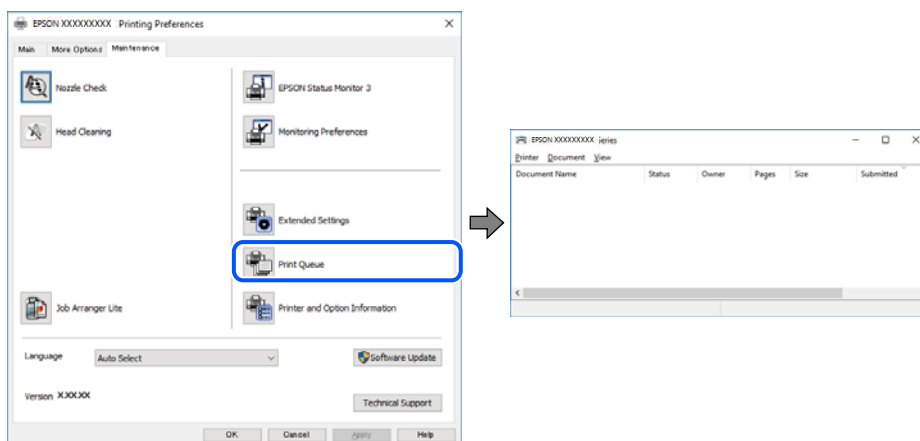 EPSON XXXXXXXXX Printing Preferences
Main More Options Maintenance
Nozzle Check
Head Cleaning
Job Arranger Lite
EPSON Status Monitor 3
Monitoring Preferences
Extended Settings
Print Queue
Printer and Option Information
Language Auto Select
Software Update
Version X.XX.XX
Technical Support
OK Cancel Apply Help
EPSON XXXXXXXXX ieries
Printer Document View
Document Name Status Owner Pages Size Submitted